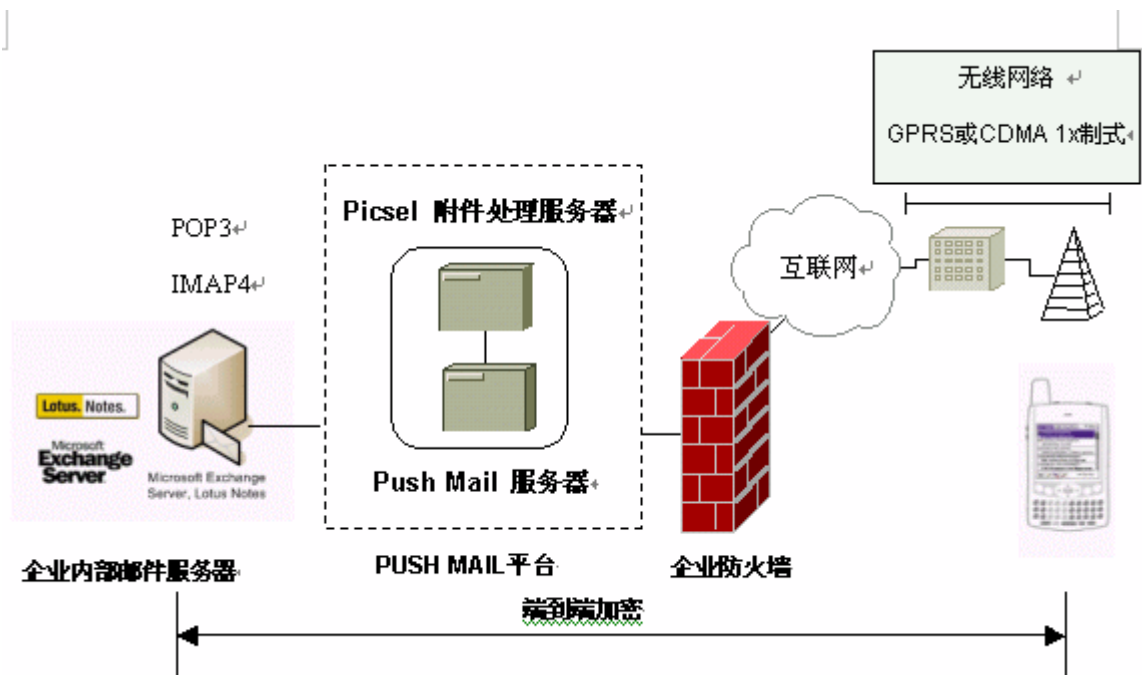 无线网络
GPRS或CDMA 1x制式
Picsel 附件处理服务器
POP3
IMAP4
互联网
Lotus. Notes.
Microsoft
Exchange
Server
Microsoft Exchange
Server, Lotus Notes
Push Mail 服务器
企业内部邮件服务器
PUSH MAIL平台
企业防火墙
端到端加密